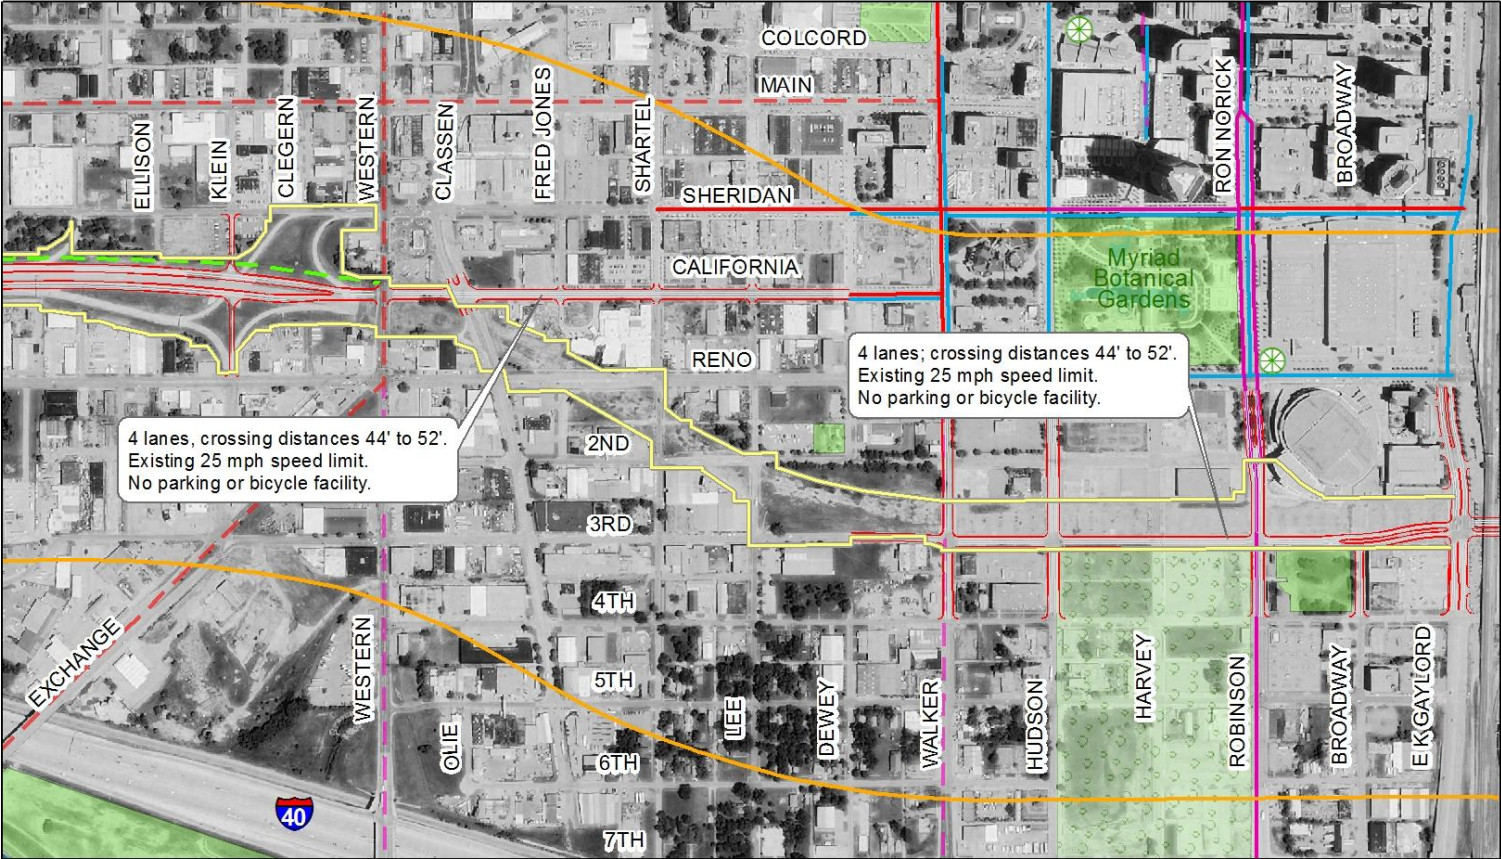 COLCORD
MAIN
ELLISON
KLEIN
CLEGERN
WESTERN
CLASSEN
FRED JONES
SHARTEL
RON NORICK
BROADWAY
SHERIDAN
CALIFORNIA
Myriad
Botanical
Gardens
RENO
4 lanes; crossing distances 44' to 52'.
Existing 25 mph speed limit.
No parking or bicycle facility.
4 lanes, crossing distances 44' to 52'.
Existing 25 mph speed limit.
No parking or bicycle facility.
2ND
3RD
4TH
EXCHANGE
WESTERN
5TH
OLIE
LEE
DEWEY
WALKER
HUDSON
HARVEY
ROBINSON
BROADWAY
E K GAYLORD
6TH
40
7TH